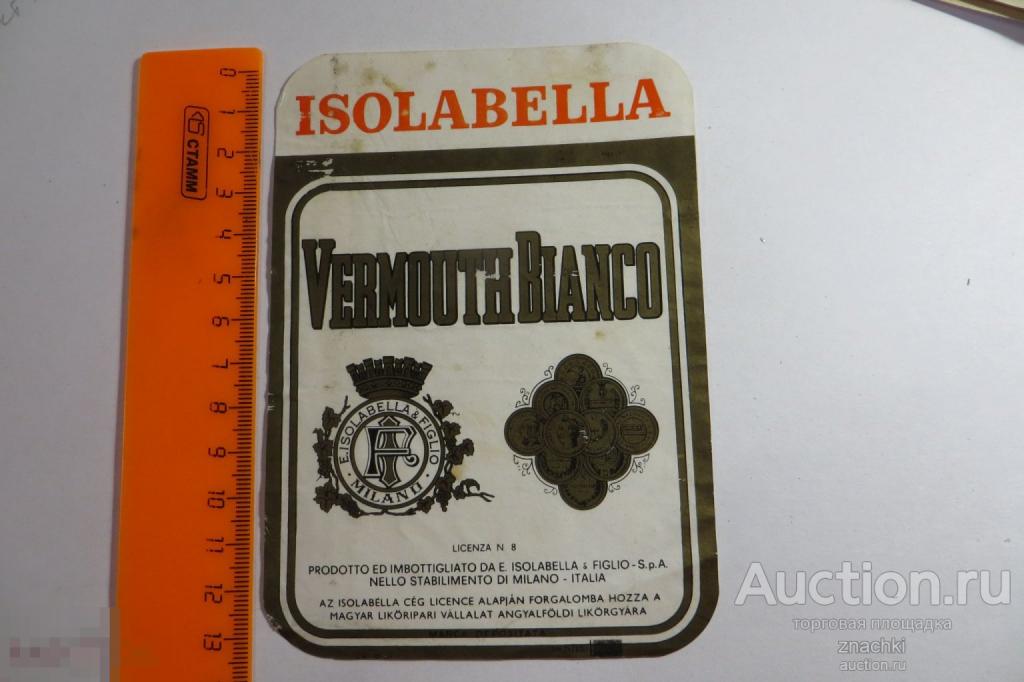 ISOLABELLA
VERMOUTH BIANCO
E. ISOLABELLA & FIGLIO
· MILANO ·
LICENZA N 8
PRODOTTO ED IMBOTTIGLIATO DA E. ISOLABELLA & FIGLIO - S.p.A.
NELLO STABILIMENTO DI MILANO - ITALIA
AZ ISOLABELLA CÉG LICENCE ALAPJÁN FORGALOMBA HOZZA A
MAGYAR LIKŐRIPARI VÁLLALAT ANGYALFÖLDI LIKŐRGYÁRA
MARCA DEPOSITATA
0 1 2 3 4 5 6 7 8 9 10 11 12 13
СТАММ
Auction.ru
торговая площадка
znachki
auction.ru